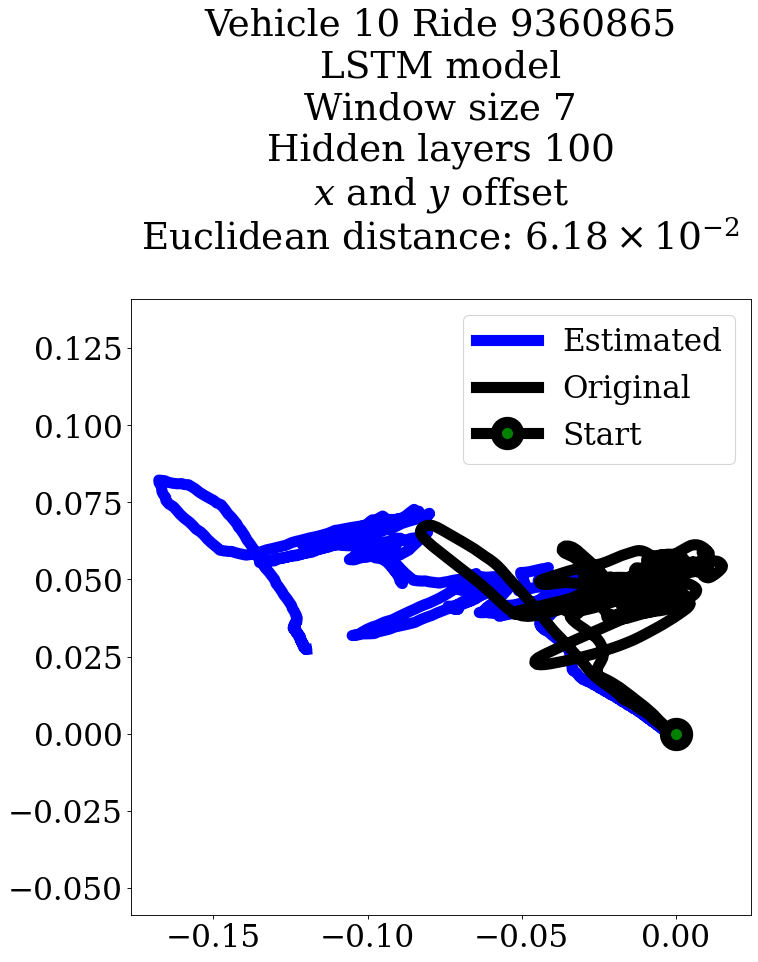 Vehicle 10 Ride 9360865
LSTM model
Window size 7
Hidden layers 100
x and y offset
Euclidean distance: 6.18 × 10⁻²
Estimated
Original
Start
0.125
0.100
0.075
0.050
0.025
0.000
−0.025
−0.050
−0.15 −0.10 −0.05 0.00